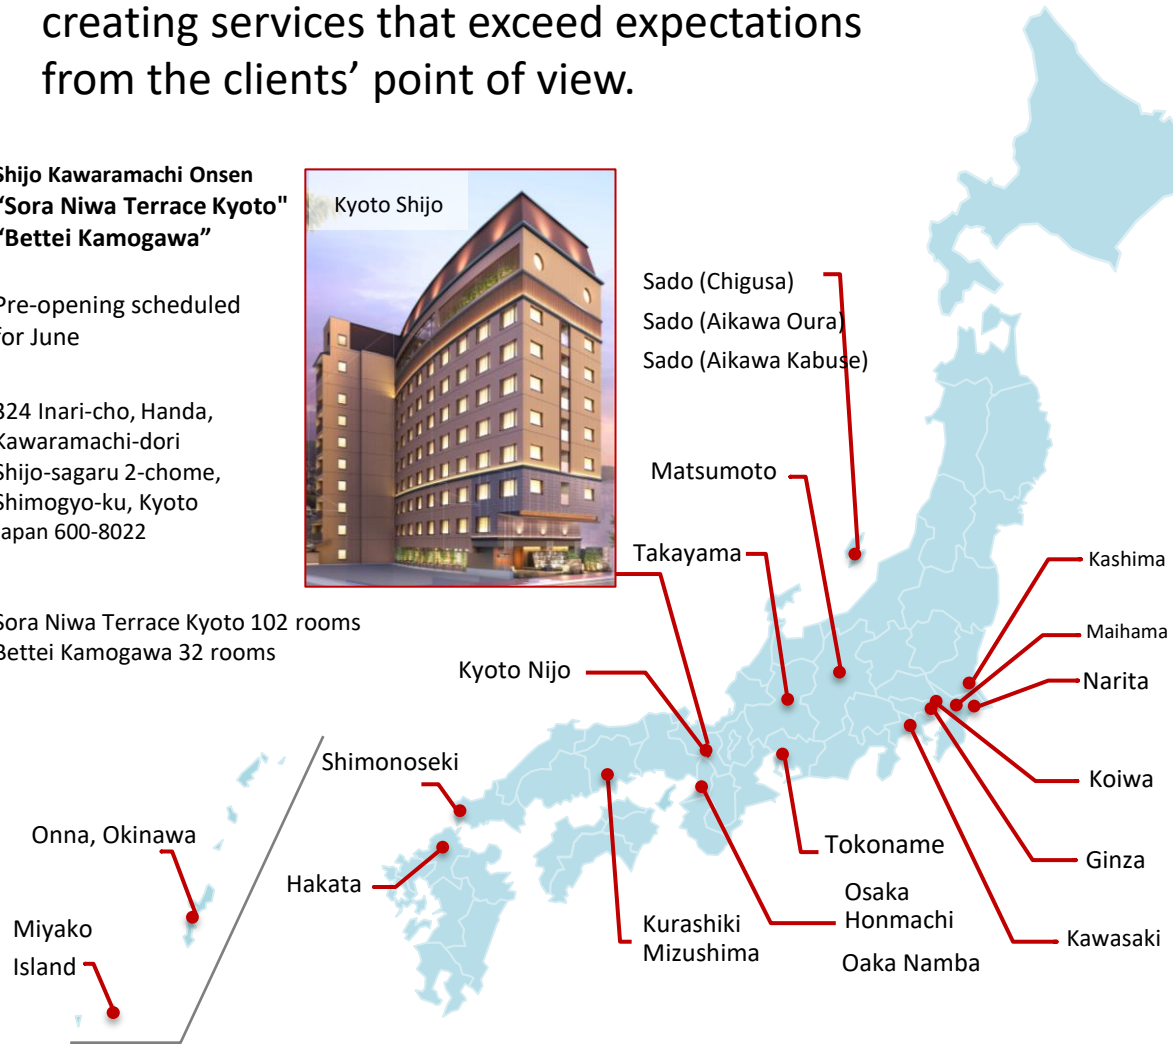 creating services that exceed expectations
from the clients’ point of view.
Shijo Kawaramachi Onsen
“Sora Niwa Terrace Kyoto"
“Bettei Kamogawa”
Pre-opening scheduled
for June
324 Inari-cho, Handa,
Kawaramachi-dori
Shijo-sagaru 2-chome,
Shimogyo-ku, Kyoto
Japan 600-8022
Sora Niwa Terrace Kyoto 102 rooms
Bettei Kamogawa 32 rooms
Kyoto Shijo
Sado (Chigusa)
Sado (Aikawa Oura)
Sado (Aikawa Kabuse)
Matsumoto
Takayama
Kyoto Nijo
Kashima
Maihama
Narita
Koiwa
Ginza
Kawasaki
Shimonoseki
Hakata
Onna, Okinawa
Miyako
Island
Kurashiki
Mizushima
Tokoname
Osaka
Honmachi
Oaka Namba